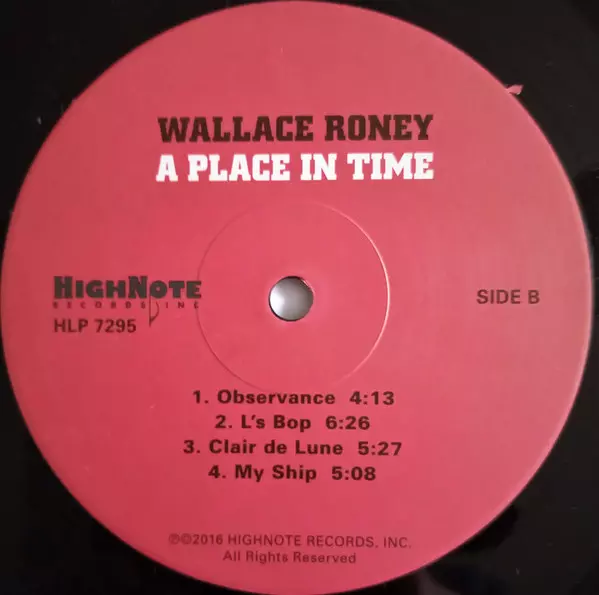 WALLACE RONEY
A PLACE IN TIME
HIGHNOTE
RECORDS, INC
HLP 7295
SIDE B
1. Observance 4:13
2. L's Bop 6:26
3. Clair de Lune 5:27
4. My Ship 5:08
℗©2016 HIGHNOTE RECORDS, INC.
All Rights Reserved